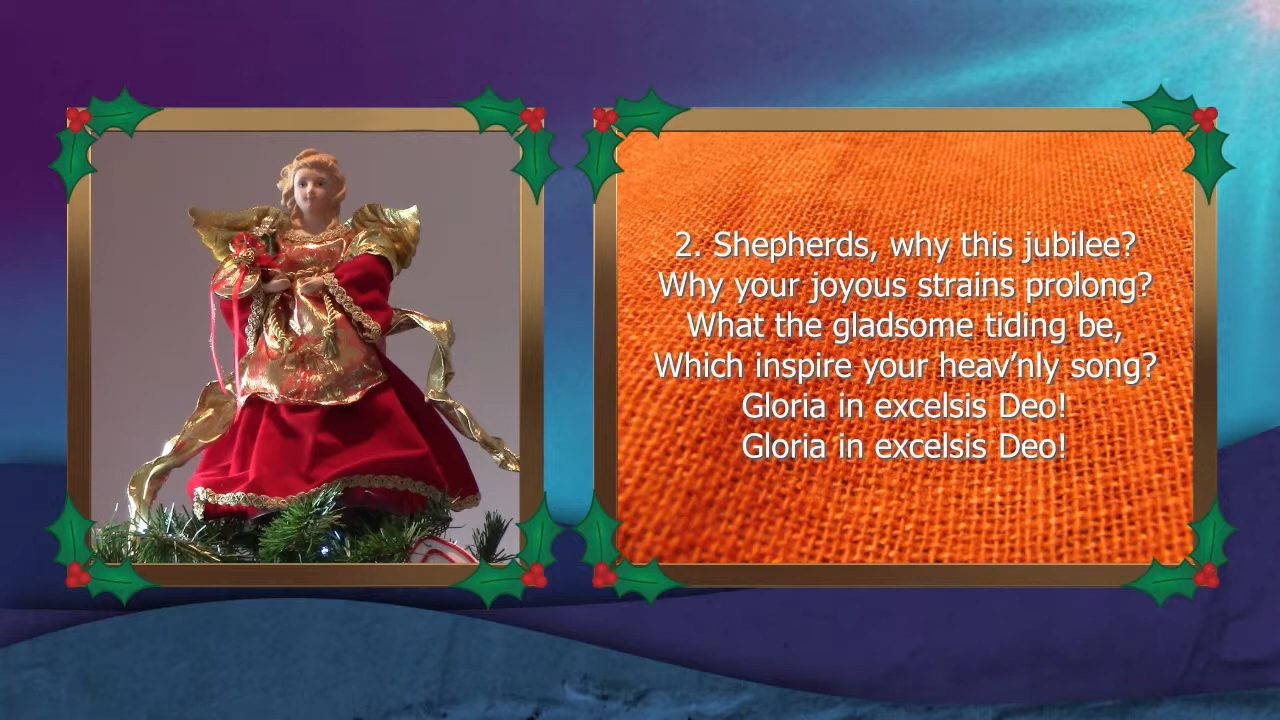 2. Shepherds, why this jubilee?
Why your joyous strains prolong?
What the gladsome tiding be,
Which inspire your heav’nly song?
Gloria in excelsis Deo!
Gloria in excelsis Deo!